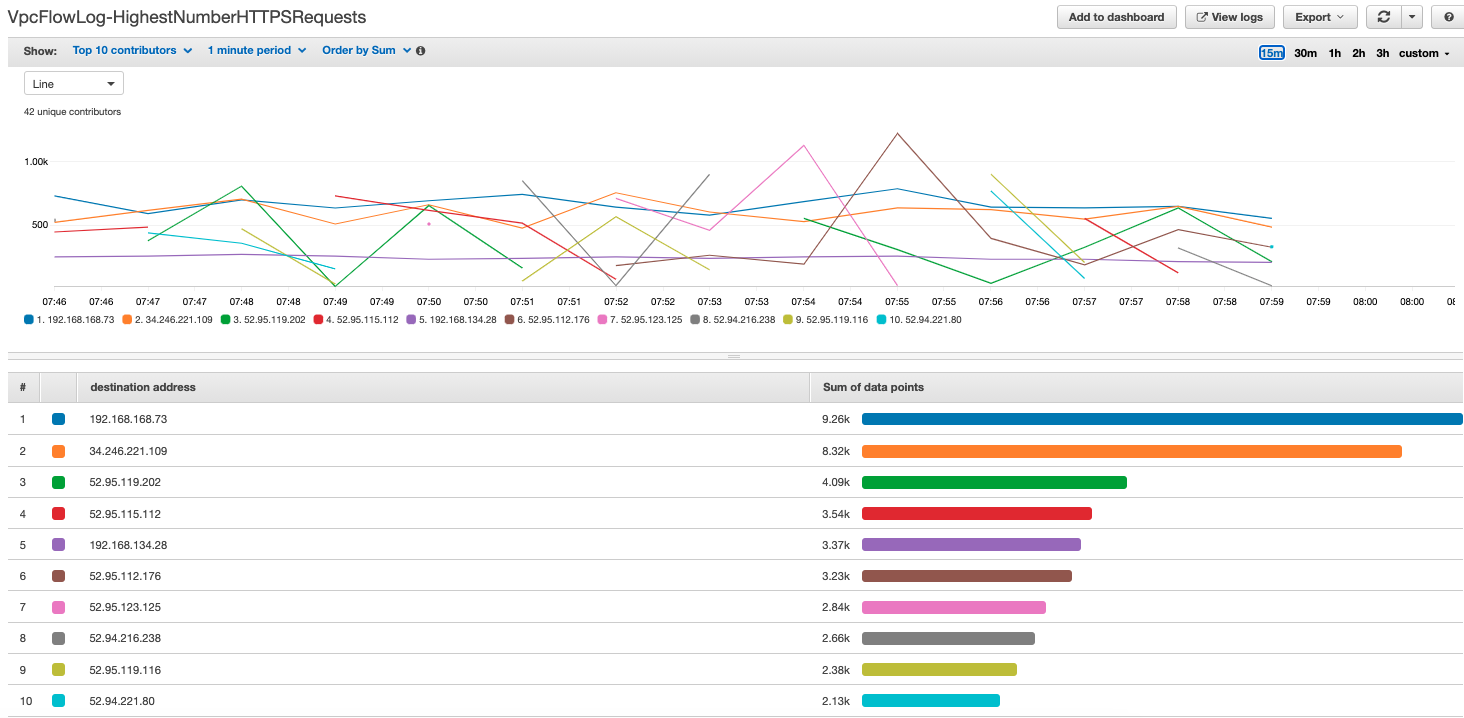 VpcFlowLog-HighestNumberHTTPSRequests
Add to dashboard View logs Export
Show: Top 10 contributors 1 minute period Order by Sum 15m 30m 1h 2h 3h custom
Line
42 unique contributors
1.00k
500
07:46 07:46 07:47 07:47 07:48 07:48 07:49 07:49 07:50 07:50 07:51 07:51 07:52 07:52 07:53 07:53 07:54 07:54 07:55 07:55 07:56 07:56 07:57 07:57 07:58 07:58 07:59 07:59 08:00 08:00
1. 192.168.168.73 2. 34.246.221.109 3. 52.95.119.202 4. 52.95.115.112 5. 192.168.134.28 6. 52.95.112.176 7. 52.95.123.125 8. 52.94.216.238 9. 52.95.119.116 10. 52.94.221.80
# destination address Sum of data points
1 192.168.168.73 9.26k
2 34.246.221.109 8.32k
3 52.95.119.202 4.09k
4 52.95.115.112 3.54k
5 192.168.134.28 3.37k
6 52.95.112.176 3.23k
7 52.95.123.125 2.84k
8 52.94.216.238 2.66k
9 52.95.119.116 2.38k
10 52.94.221.80 2.13k